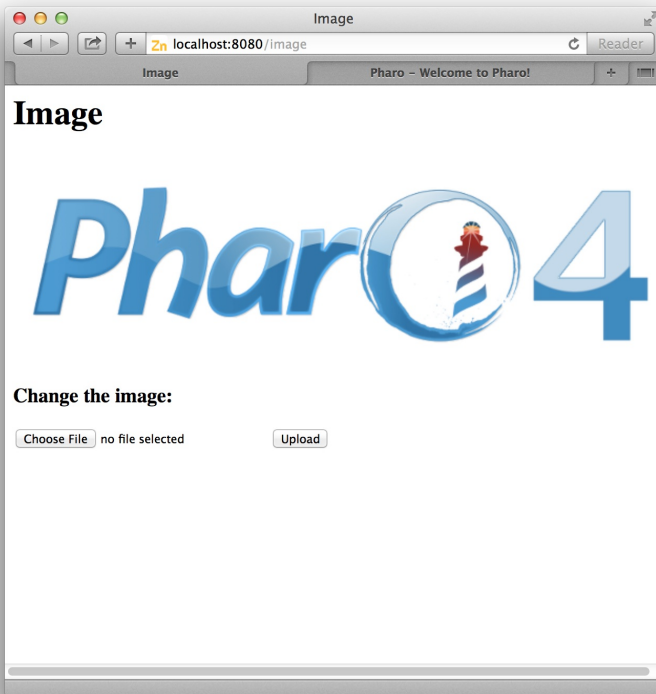 Image
Zn localhost:8080/image
Reader
Image
Pharo – Welcome to Pharo!
Image
Pharo 4
Change the image:
Choose File no file selected
Upload